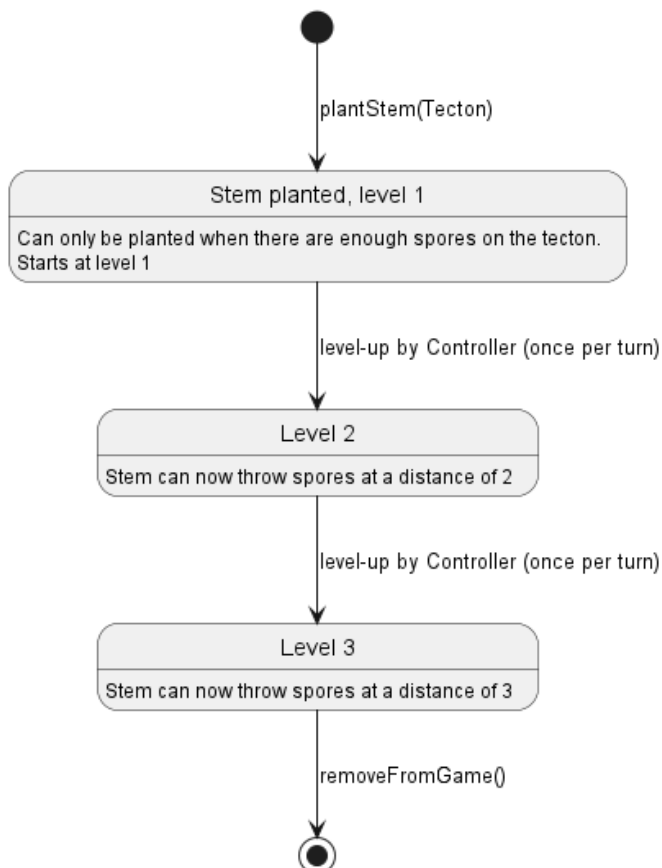 plantStem(Tecton)
Stem planted, level 1
Can only be planted when there are enough spores on the tecton.
Starts at level 1
level-up by Controller (once per turn)
Level 2
Stem can now throw spores at a distance of 2
level-up by Controller (once per turn)
Level 3
Stem can now throw spores at a distance of 3
removeFromGame()